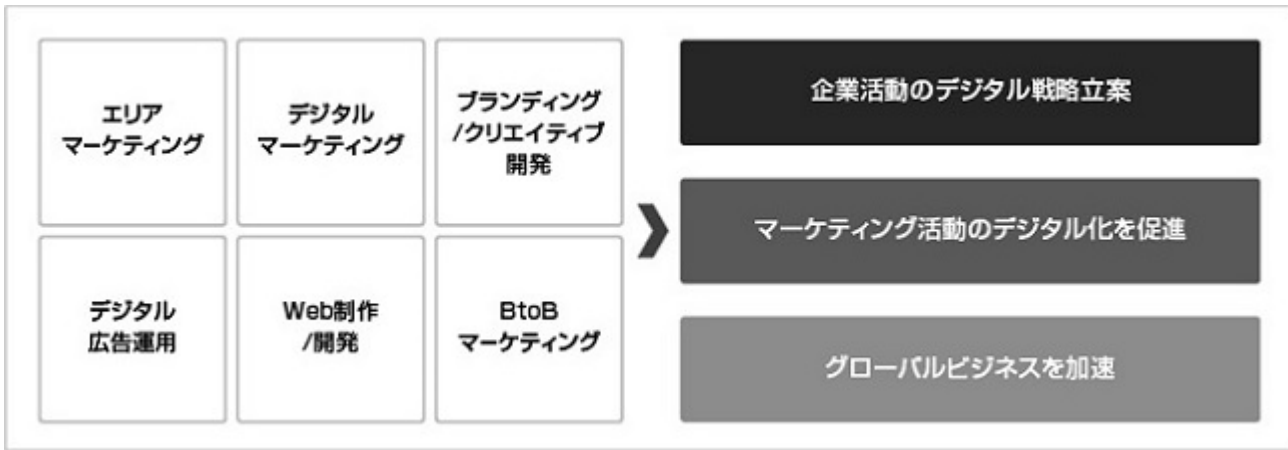 エリア
マーケティング
デジタル
マーケティング
ブランディング
/クリエイティブ
開発
デジタル
広告運用
Web制作
/開発
BtoB
マーケティング
企業活動のデジタル戦略立案
マーケティング活動のデジタル化を促進
グローバルビジネスを加速